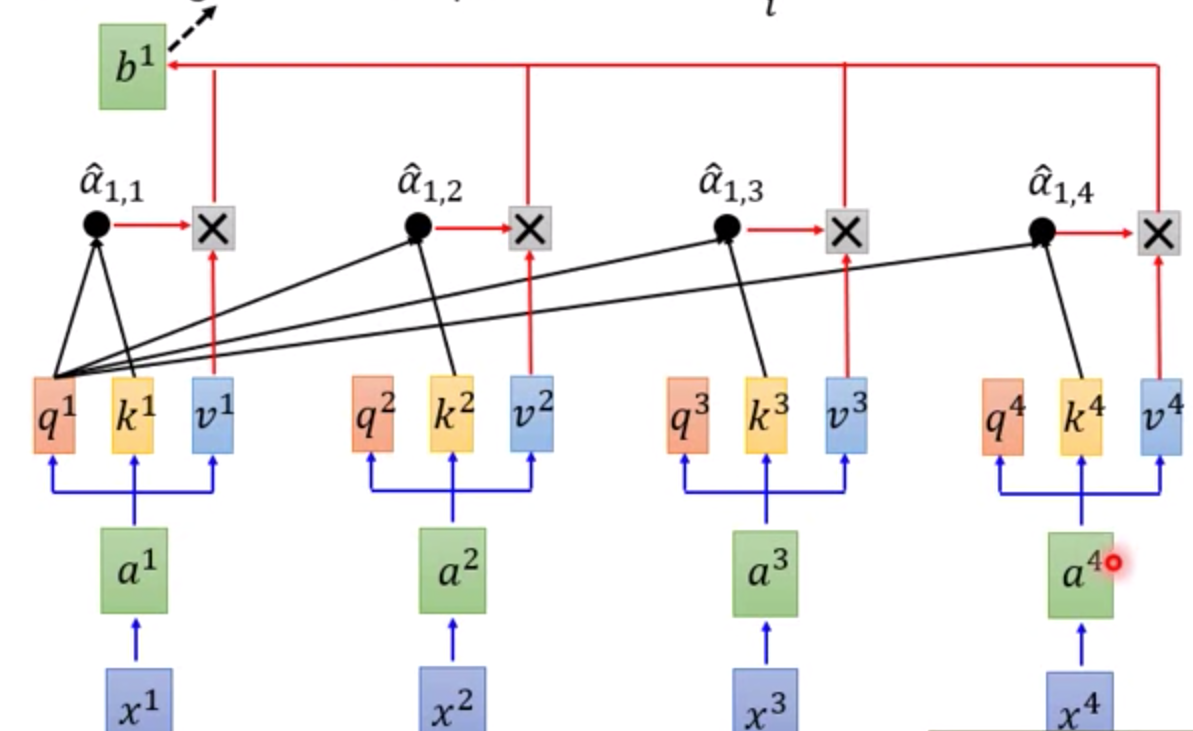 i
b¹
α̂₁,₁ α̂₁,₂ α̂₁,₃ α̂₁,₄
q¹ k¹ v¹ q² k² v² q³ k³ v³ q⁴ k⁴ v⁴
a¹ a² a³ a⁴
x¹ x² x³ x⁴